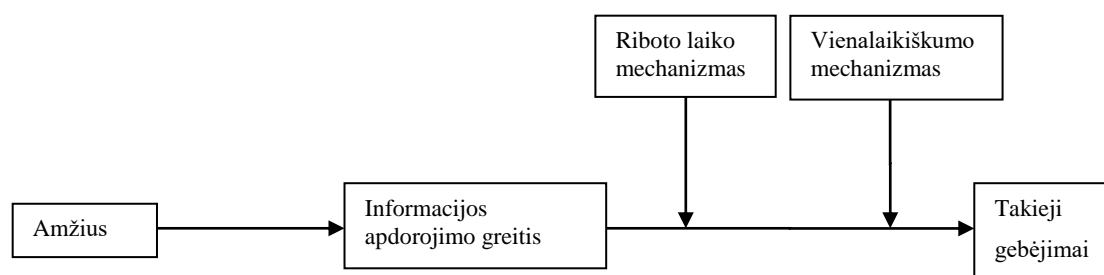 Riboto laiko
mechanizmas
Vienalaikiškumo
mechanizmas
Amžius
Informacijos
apdorojimo greitis
Takieji
gebėjimai